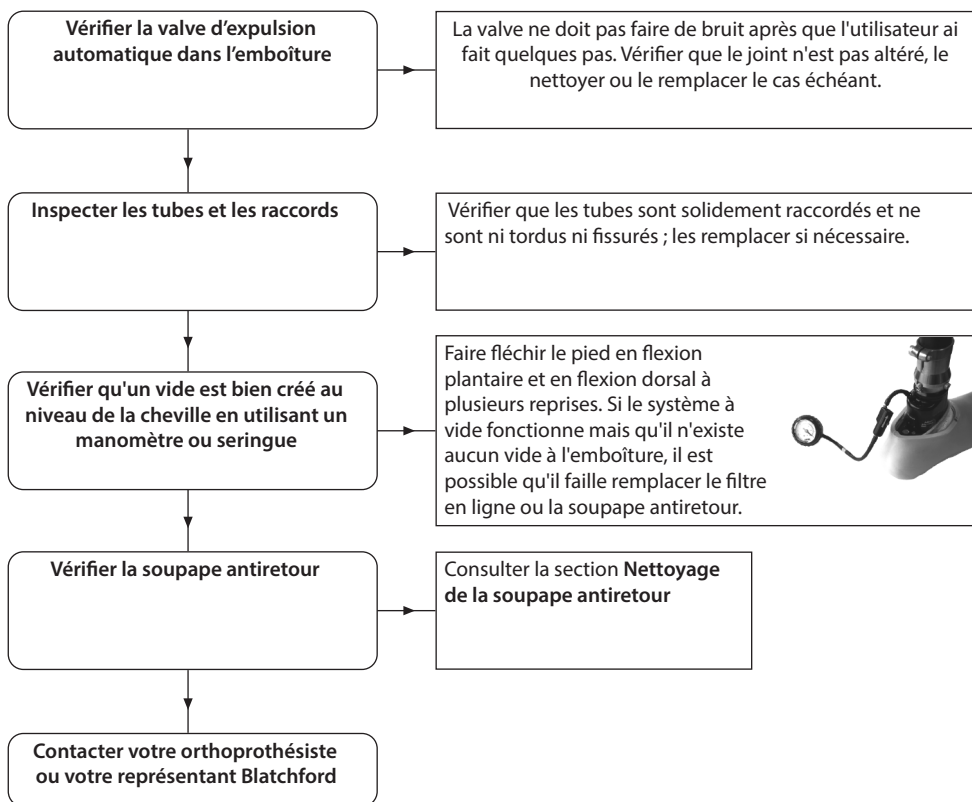 Vérifier la valve d’expulsion
automatique dans l’emboîture
La valve ne doit pas faire de bruit après que l'utilisateur ai
fait quelques pas. Vérifier que le joint n'est pas altéré, le
nettoyer ou le remplacer le cas échéant.
Inspecter les tubes et les raccords
Vérifier que les tubes sont solidement raccordés et ne
sont ni tordus ni fissurés ; les remplacer si nécessaire.
Vérifier qu'un vide est bien créé au
niveau de la cheville en utilisant un
manomètre ou seringue
Faire fléchir le pied en flexion
plantaire et en flexion dorsal à
plusieurs reprises. Si le système à
vide fonctionne mais qu'il n'existe
aucun vide à l'emboîture, il est
possible qu'il faille remplacer le filtre
en ligne ou la soupape antiretour.
Vérifier la soupape antiretour
Consulter la section Nettoyage
de la soupape antiretour
Contacter votre orthoprothésiste
ou votre représentant Blatchford